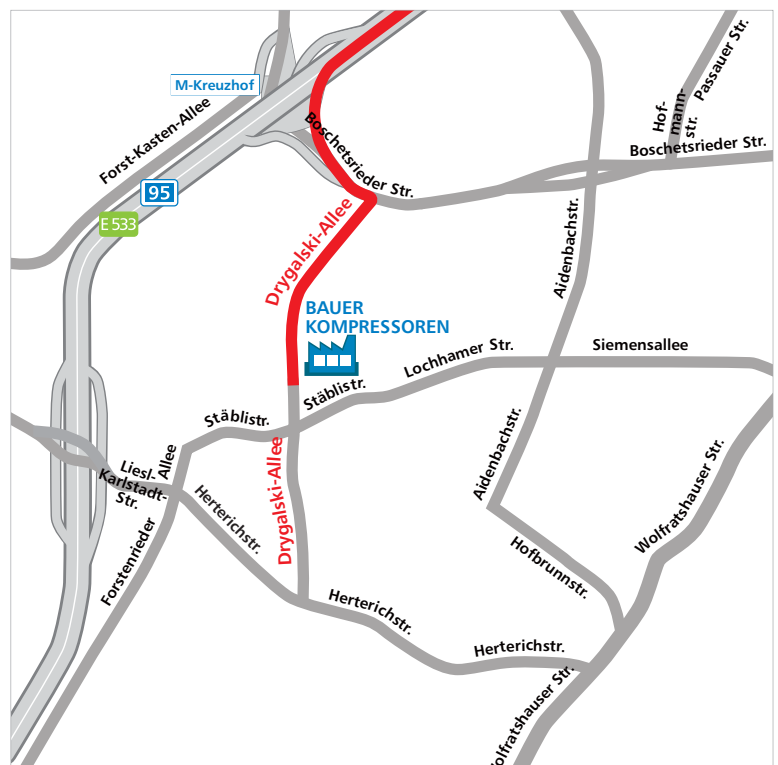 M-Kreuzhof
Forst-Kasten-Allee
95
E 533
Boschetsrieder Str.
Passauer Str.
Hof-
mann-
str.
Boschetsrieder Str.
Drygalski-Allee
Aidenbachstr.
BAUER
KOMPRESSOREN
Lochhamer Str.
Siemensallee
Stäblistr.
Stäblistr.
Allee
Forstenrieder
Liesl-
Karlstadt-
Str.
Herterichstr.
Drygalski-Allee
Aidenbachstr.
Wolfratshauser Str.
Hofbrunnstr.
Herterichstr.
Herterichstr.
olfratshauser Str.